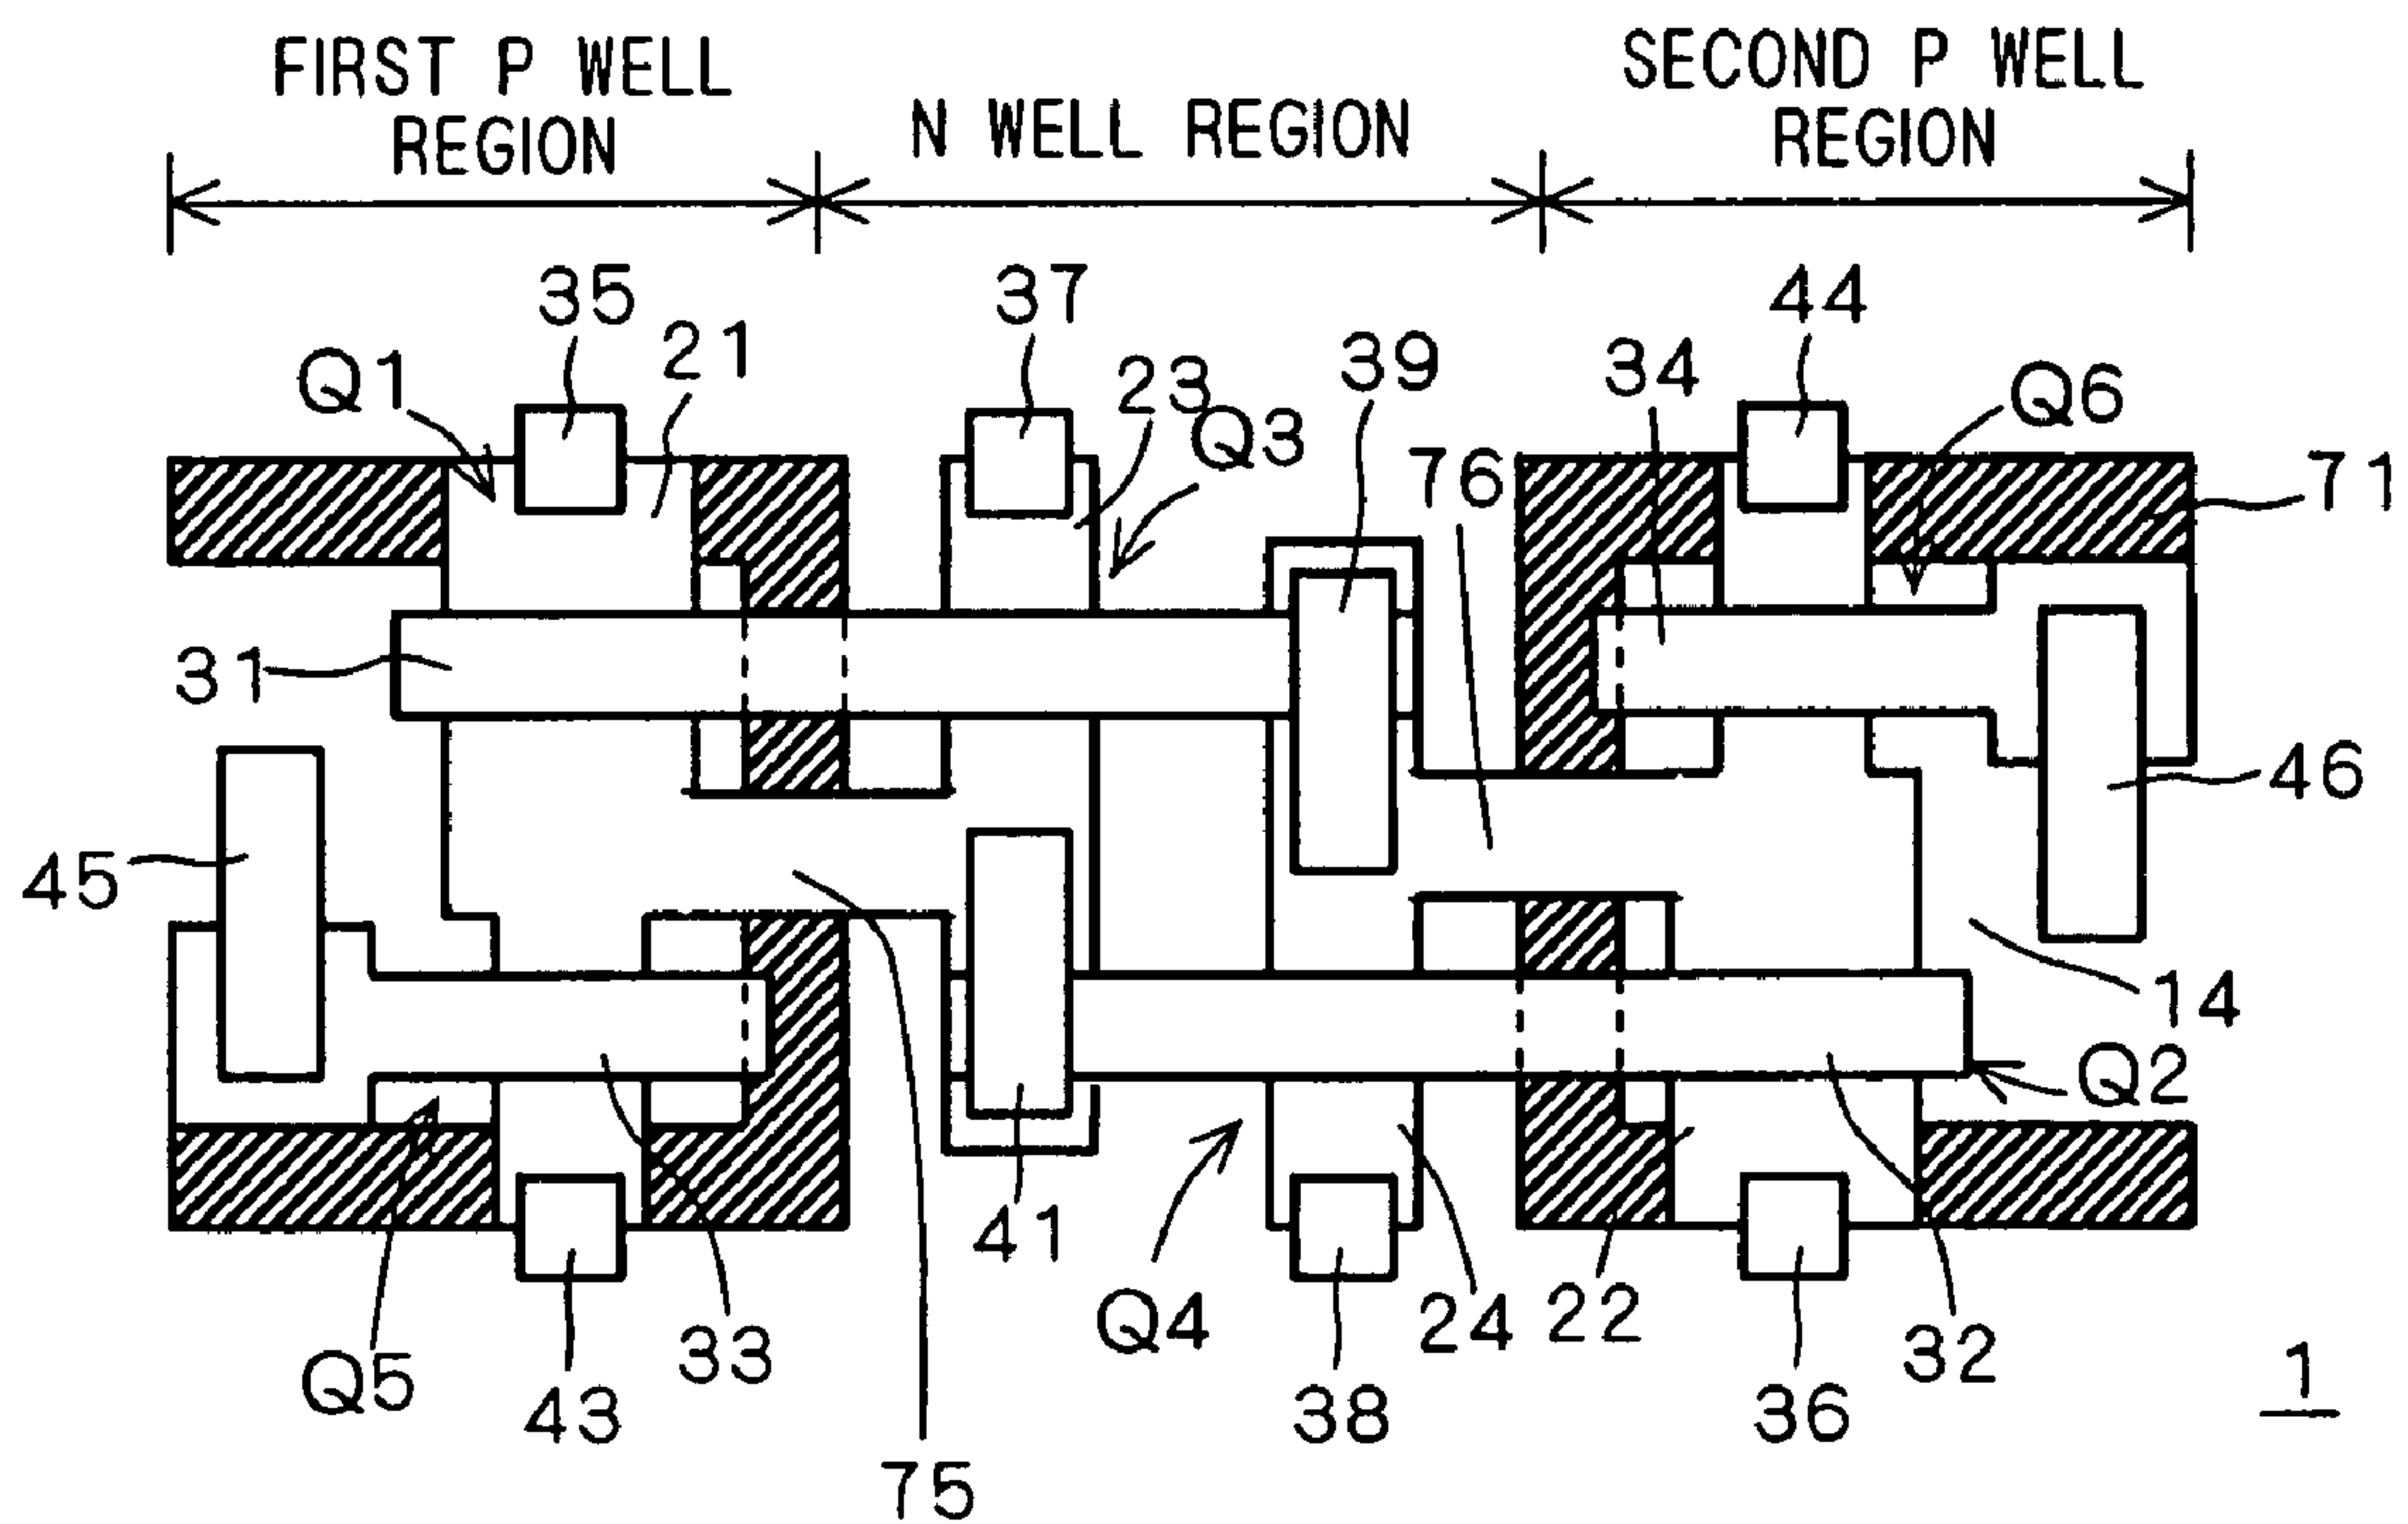 FIRST P WELL
REGION
N WELL REGION
SECOND P WELL
REGION
35
37
44
21
Q1
39
34
23
Q3
Q6
76
71
31
45
46
14
Q2
41
Q4
24
22
32
33
Q5
43
38
36
1
75